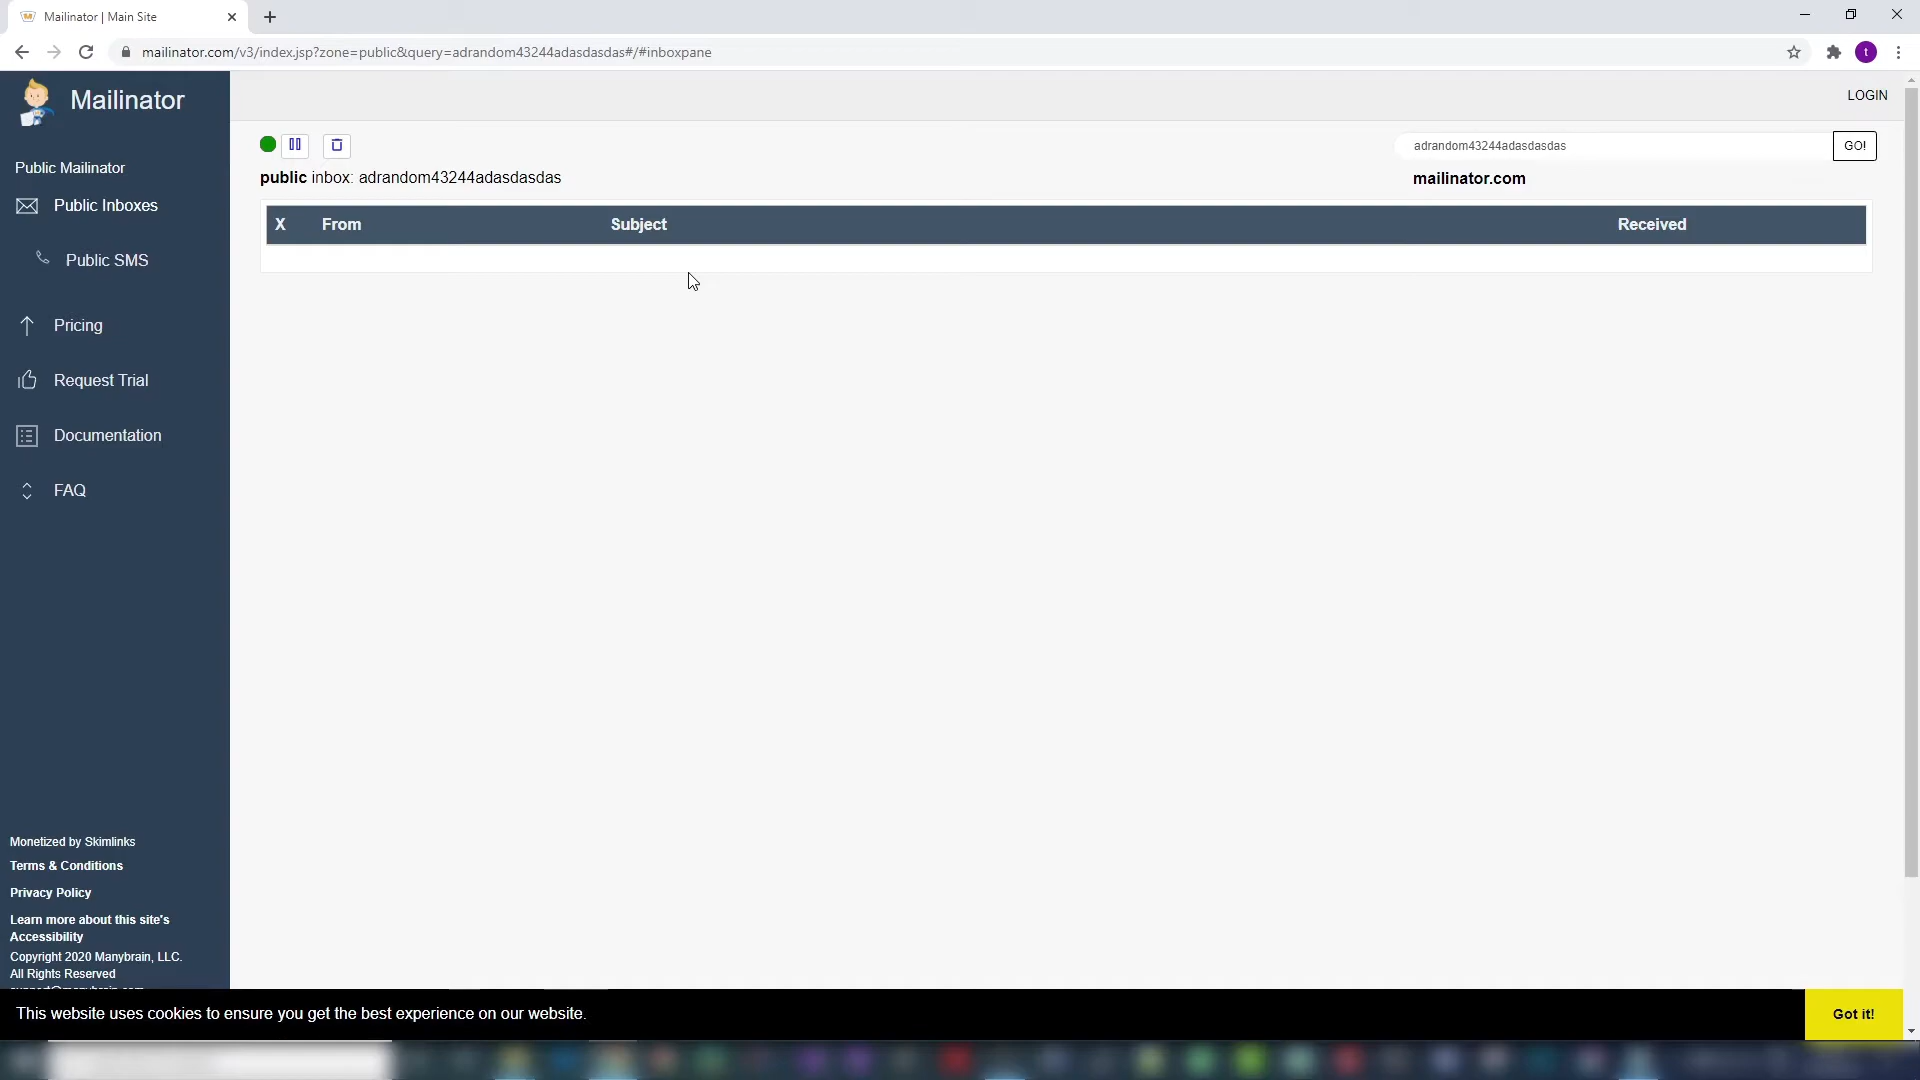 Mailinator | Main Site
mailinator.com/v3/index.jsp?zone=public&query=adrandom43244adasdasdas#/#inboxpane
t
Mailinator
LOGIN
Public Mailinator
Public Inboxes
Public SMS
Pricing
Request Trial
Documentation
FAQ
adrandom43244adasdasdas
GO!
public inbox: adrandom43244adasdasdas
mailinator.com
X From Subject Received
Monetized by Skimlinks
Terms & Conditions
Privacy Policy
Learn more about this site's
Accessibility
Copyright 2020 Manybrain, LLC.
All Rights Reserved
This website uses cookies to ensure you get the best experience on our website.
Got it!